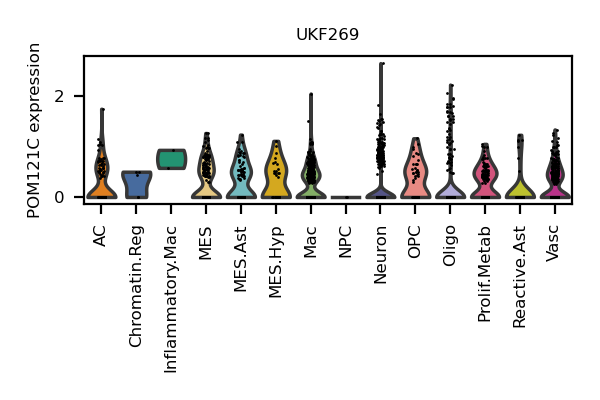 UKF269
POM121C expression
2
0
AC
Chromatin.Reg
Inflammatory.Mac
MES
MES.Ast
MES.Hyp
Mac
NPC
Neuron
OPC
Oligo
Prolif.Metab
Reactive.Ast
Vasc